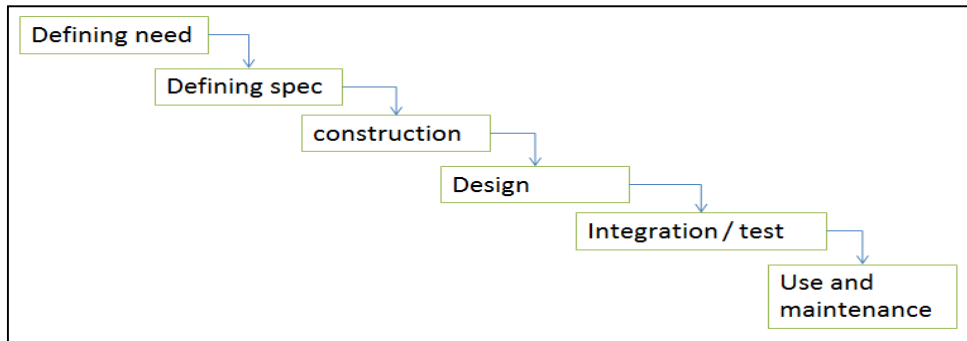 Defining need
Defining spec
construction
Design
Integration / test
Use and
maintenance